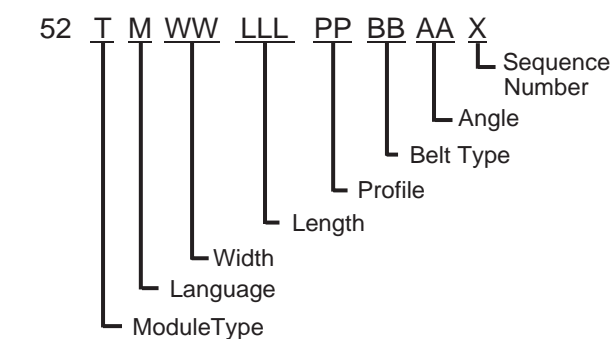 52 T M WW LLL PP BB AA X
Sequence
Number
Angle
Belt Type
Profile
Length
Width
Language
ModuleType